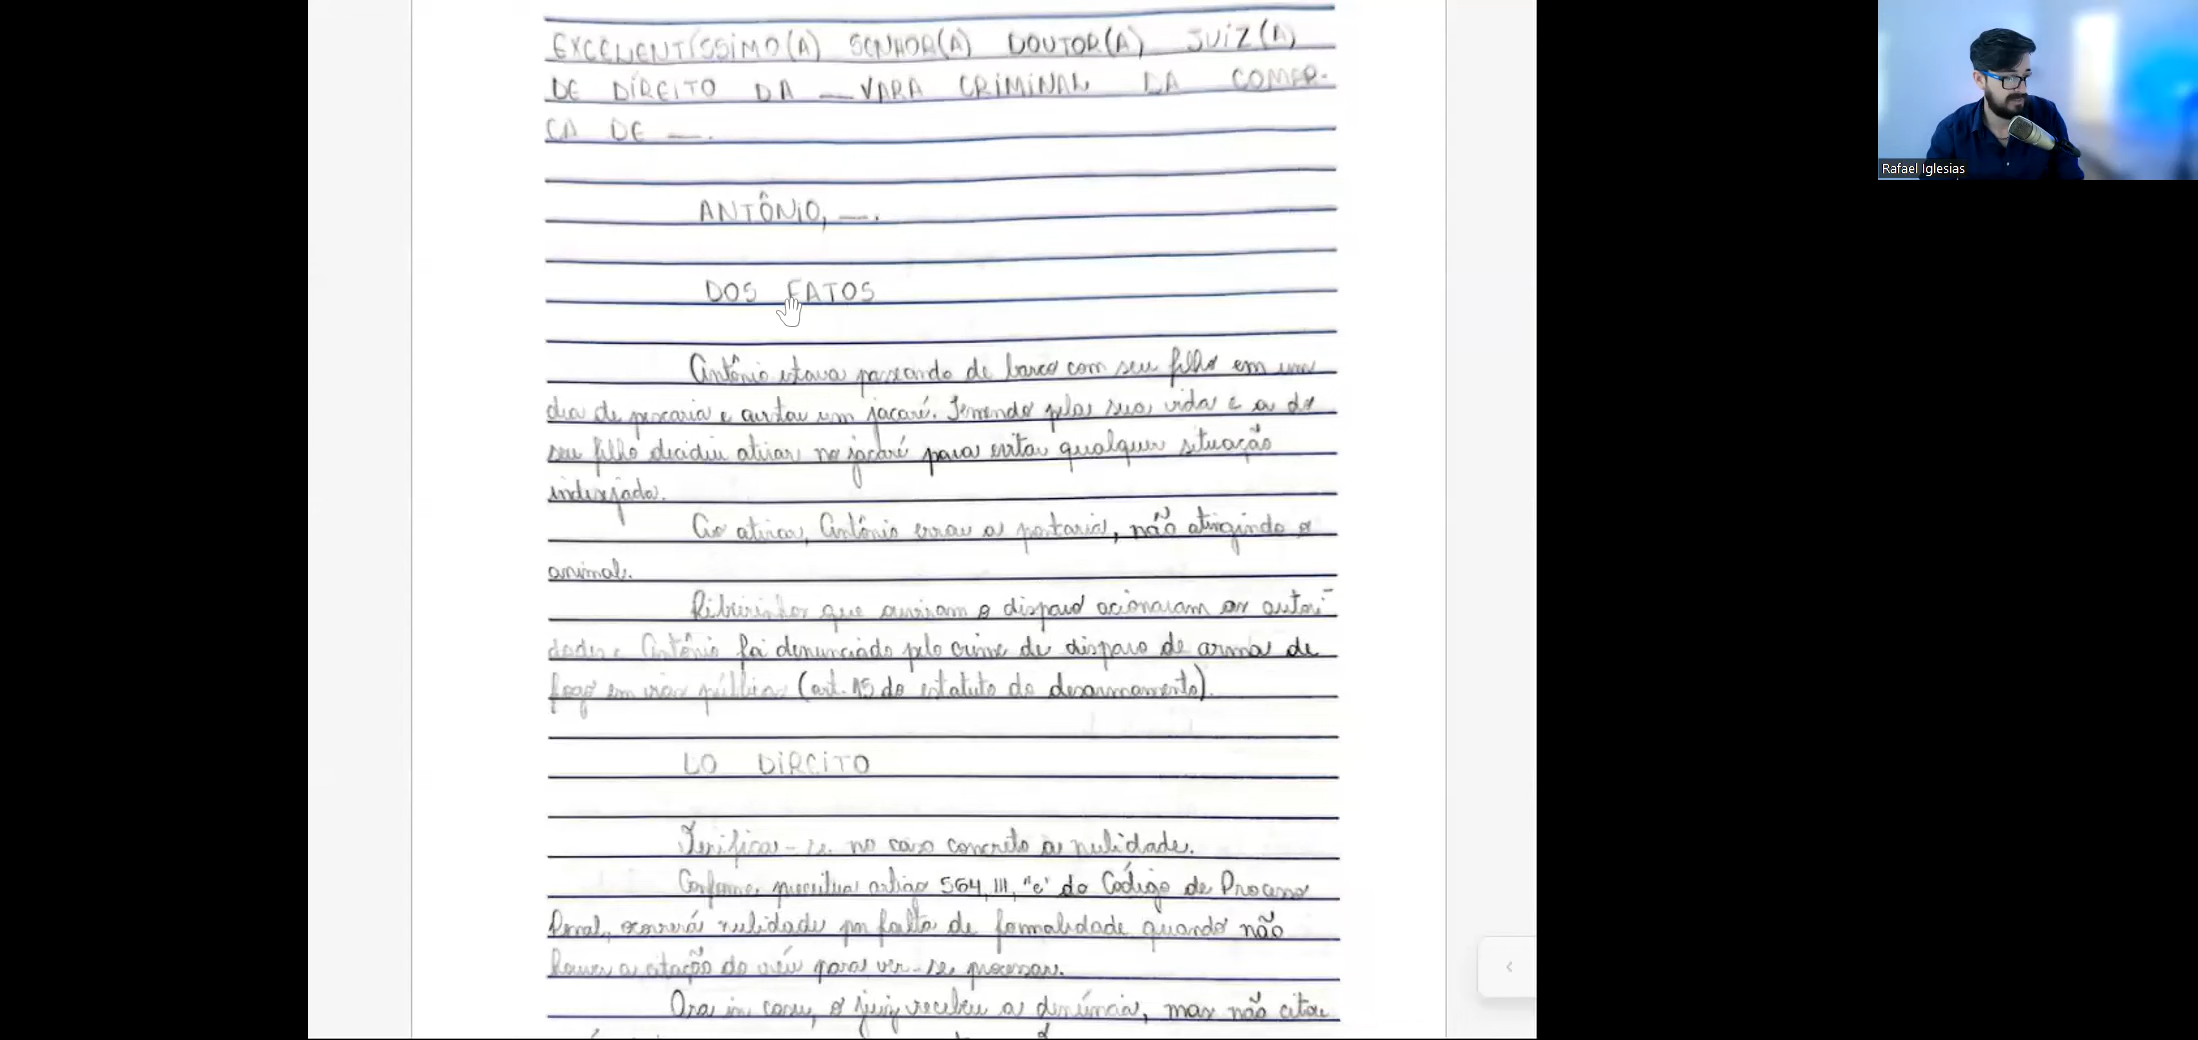 EXCELENTÍSSIMO(A) SENHOR(A) DOUTOR(A) JUIZ(A)
DE DIREITO DA __ VARA CRIMINAL DA COMAR-
CA DE __.
ANTÔNIO, __.
DOS FATOS
Antônio estava passeando de barco com seu filho em um
dia de pescaria e avistou um jacaré. Temendo pela sua vida e a do
seu filho decidiu atirar no jacaré para evitar qualquer situação
indesejada.
Ao atirar, Antônio errou a pontaria, não atingindo o
animal.
Ribeirinhos que ouviram o disparo acionaram as autori-
dades e Antônio foi denunciado pelo crime de disparo de arma de
fogo em via pública (art. 15 do estatuto do desarmamento).
DO DIREITO
Verifica-se no caso concreto a nulidade.
Conforme preceitua artigo 564, III, "e" do Código de Processo
Penal, ocorrerá nulidade por falta de formalidade quando não
houver a citação do réu para ver-se processar.
Ora in casu, o juiz recebeu a denúncia, mas não citou
Rafael Iglesias